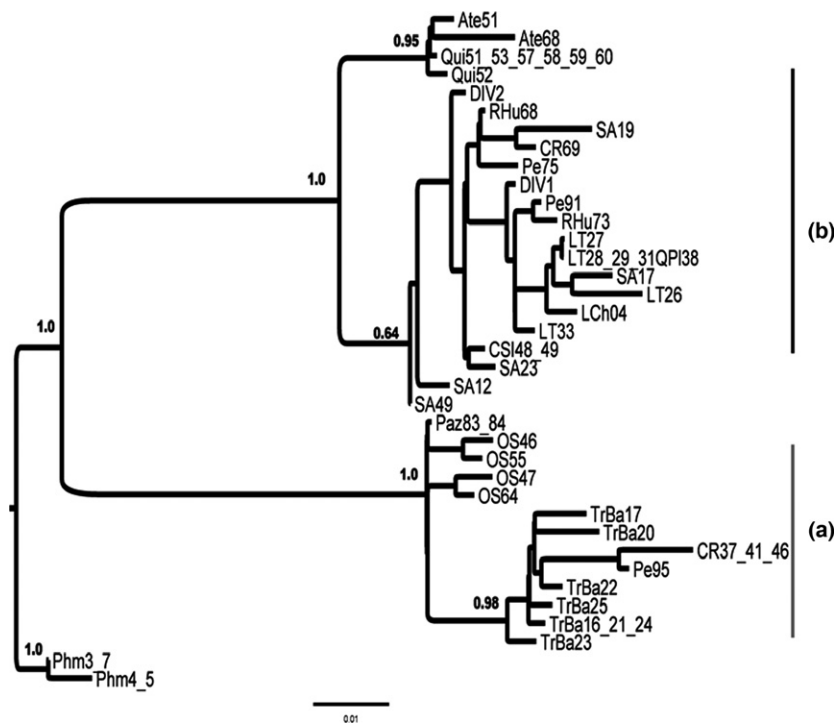 Ate51
Ate68
0.95
Qui51_53_57_58_59_60
Qui52
DIV2
RHu68
SA19
CR69
Pe75
1.0
DIV1
Pe91
RHu73
(b)
LT27
LT28_29_31QPl38
SA17
LT26
LCh04
1.0
LT33
0.64
CSl48_49
SA23
SA12
SA49
Paz83_84
OS46
OS55
1.0
OS47
OS64
TrBa17
(a)
TrBa20
CR37_41_46
Pe95
TrBa22
0.98
TrBa25
TrBa16_21_24
TrBa23
1.0
Phm3_7
Phm4_5
0.01